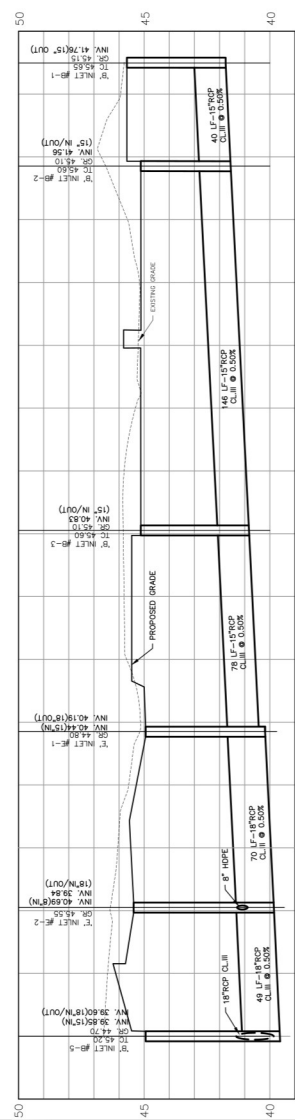 50
45
40
"B" INLET #B-1
TC 45.65
GR. 45.15
INV. 41.76(15" OUT)
"B" INLET #B-2
TC 45.60
GR. 45.10
INV. 41.56
(15" IN/OUT)
"B" INLET #B-3
TC 45.60
GR. 45.10
INV. 40.83
(15" IN/OUT)
"E" INLET #E-1
GR. 44.80
INV. 40.44(15"IN)
INV. 40.19(18"OUT)
"E" INLET #E-2
GR. 45.55
INV. 40.69(8"IN)
INV. 39.84
(18"IN/OUT)
"B" INLET #B-5
TC 45.20
GR. 44.70
INV. 39.85(15"IN)
INV. 39.60(18"IN/OUT)
EXISTING GRADE
PROPOSED GRADE
40 LF-15"RCP
CL.III @ 0.50%
146 LF-15"RCP
CL.III @ 0.50%
78 LF-15"RCP
CL.III @ 0.50%
70 LF-18"RCP
CL.III @ 0.50%
8" HDPE
49 LF-18"RCP
CL.III @ 0.50%
18"RCP CL.III
50
45
40